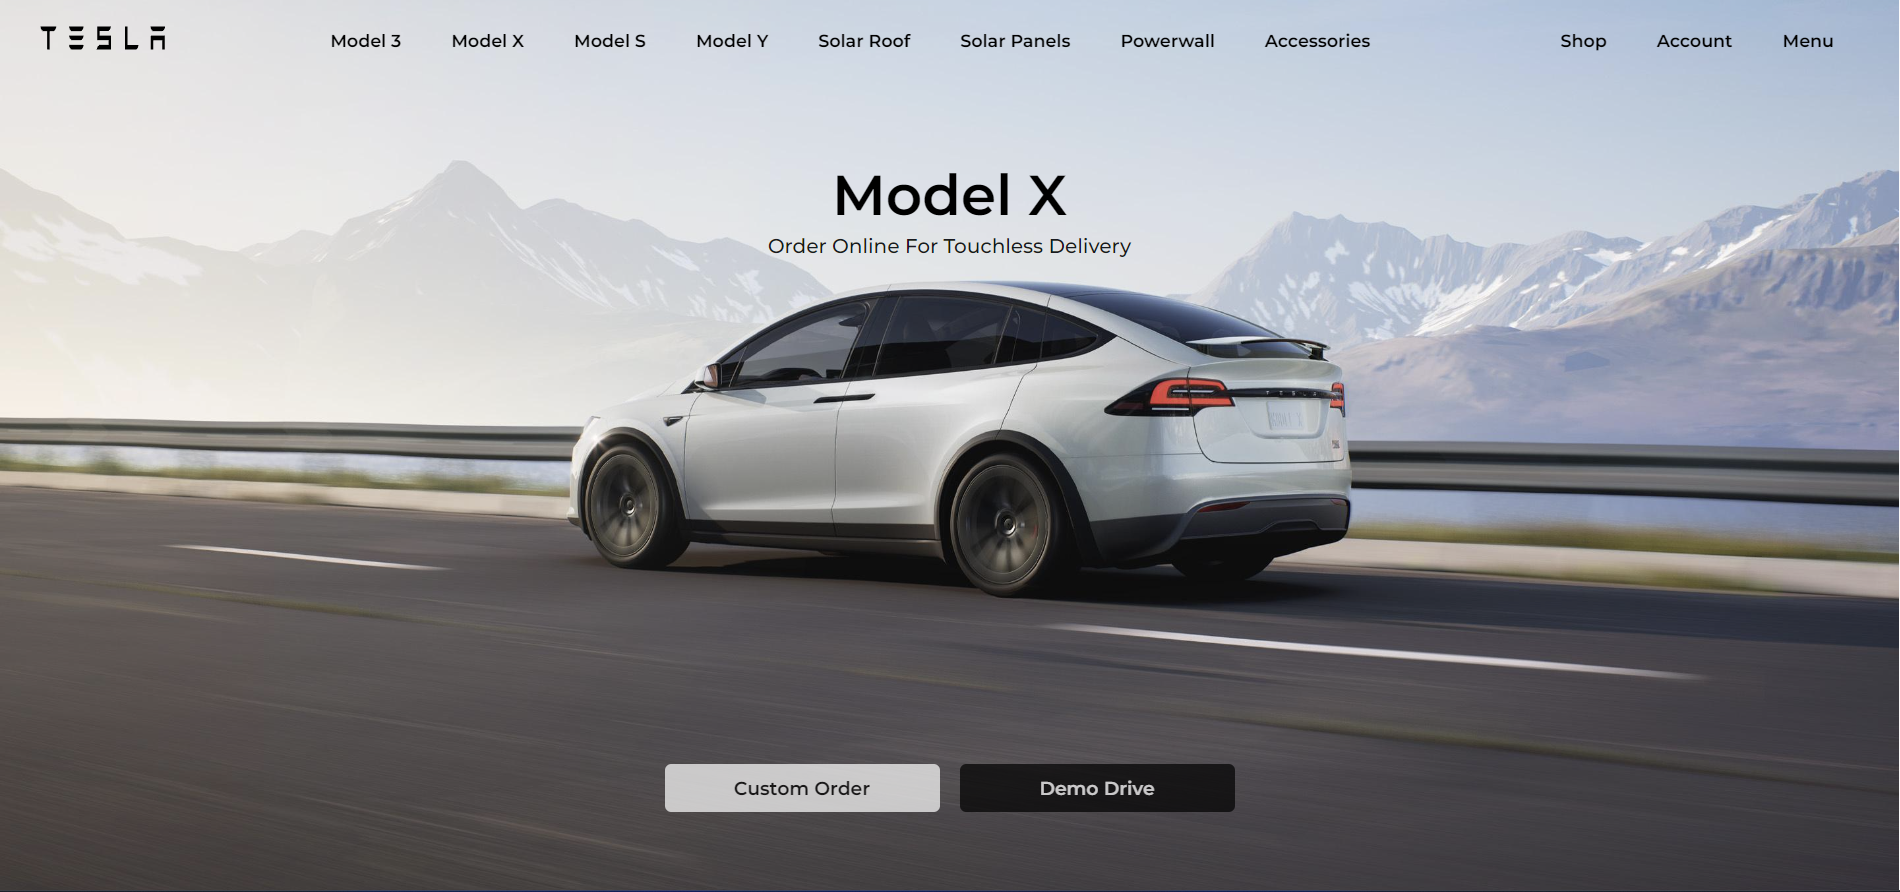 TESLA Model 3 Model X Model S Model Y Solar Roof Solar Panels Powerwall Accessories Shop Account Menu
Model X
Order Online For Touchless Delivery
TESLA
Custom Order Demo Drive